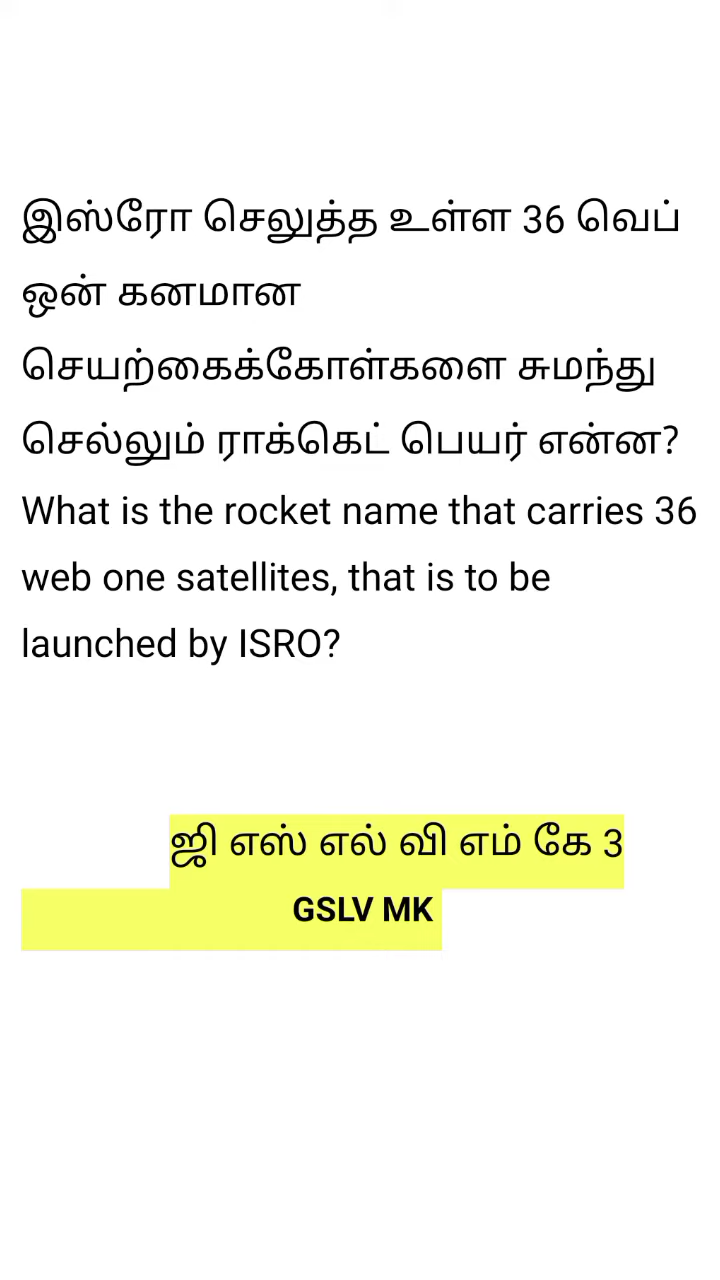 இஸ்ரோ செலுத்த உள்ள 36 வெப்
ஒன் கனமான
செயற்கைக்கோள்களை சுமந்து
செல்லும் ராக்கெட் பெயர் என்ன?
What is the rocket name that carries 36
web one satellites, that is to be
launched by ISRO?
ஜி எஸ் எல் வி எம் கே 3
GSLV MK